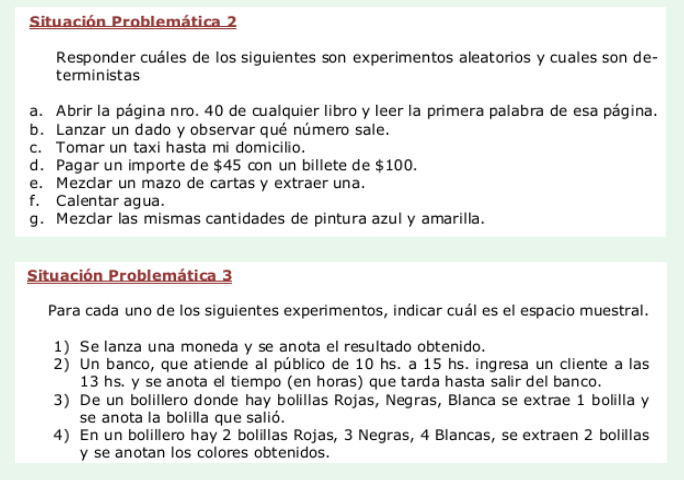 Situación Problemática 2
Responder cuáles de los siguientes son experimentos aleatorios y cuales son de-
terministas
a. Abrir la página nro. 40 de cualquier libro y leer la primera palabra de esa página.
b. Lanzar un dado y observar qué número sale.
c. Tomar un taxi hasta mi domicilio.
d. Pagar un importe de $45 con un billete de $100.
e. Mezclar un mazo de cartas y extraer una.
f. Calentar agua.
g. Mezclar las mismas cantidades de pintura azul y amarilla.
Situación Problemática 3
Para cada uno de los siguientes experimentos, indicar cuál es el espacio muestral.
1) Se lanza una moneda y se anota el resultado obtenido.
2) Un banco, que atiende al público de 10 hs. a 15 hs. ingresa un cliente a las
13 hs. y se anota el tiempo (en horas) que tarda hasta salir del banco.
3) De un bolillero donde hay bolillas Rojas, Negras, Blanca se extrae 1 bolilla y
se anota la bolilla que salió.
4) En un bolillero hay 2 bolillas Rojas, 3 Negras, 4 Blancas, se extraen 2 bolillas
y se anotan los colores obtenidos.